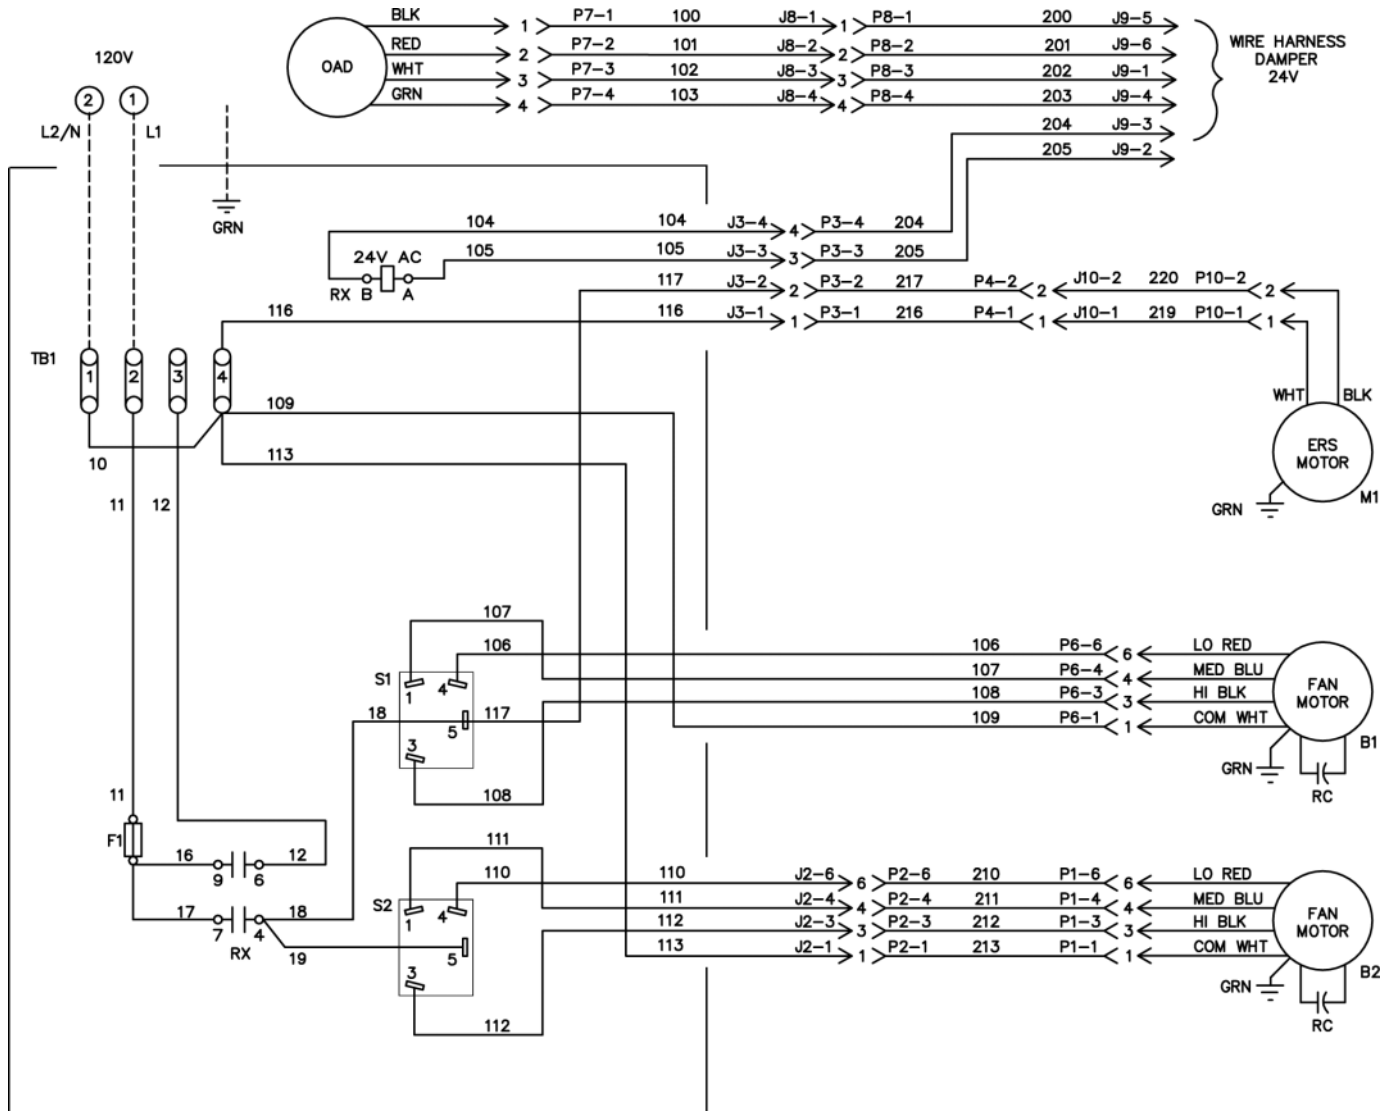 BLK 1 P7-1 100 J8-1 1 P8-1 200 J9-5
RED 2 P7-2 101 J8-2 2 P8-2 201 J9-6
WHT 3 P7-3 102 J8-3 3 P8-3 202 J9-1
GRN 4 P7-4 103 J8-4 4 P8-4 203 J9-4
204 J9-3
205 J9-2
OAD
WIRE HARNESS
DAMPER
24V
120V
2 1
L2/N L1
GRN
104 104 J3-4 4 P3-4 204
105 105 J3-3 3 P3-3 205
24V AC
RX B A
117 J3-2 2 P3-2 217 P4-2 2 J10-2 220 P10-2 2
116 116 J3-1 1 P3-1 216 P4-1 1 J10-1 219 P10-1 1
TB1 1 2 3 4
109
10 113
11 12
WHT BLK
ERS
MOTOR
M1
GRN
107
106 106 P6-6 6 LO RED
107 P6-4 4 MED BLU
108 P6-3 3 HI BLK
109 P6-1 1 COM WHT
S1 1 4
18 5 117
3
108
FAN
MOTOR
B1
GRN
RC
11
F1
16 9 6 12
17 7 4 18
RX 19
111
110 110 J2-6 6 P2-6 210 P1-6 6 LO RED
111 J2-4 4 P2-4 211 P1-4 4 MED BLU
112 J2-3 3 P2-3 212 P1-3 3 HI BLK
113 J2-1 1 P2-1 213 P1-1 1 COM WHT
S2 1 4
5
3
112
FAN
MOTOR
B2
GRN
RC